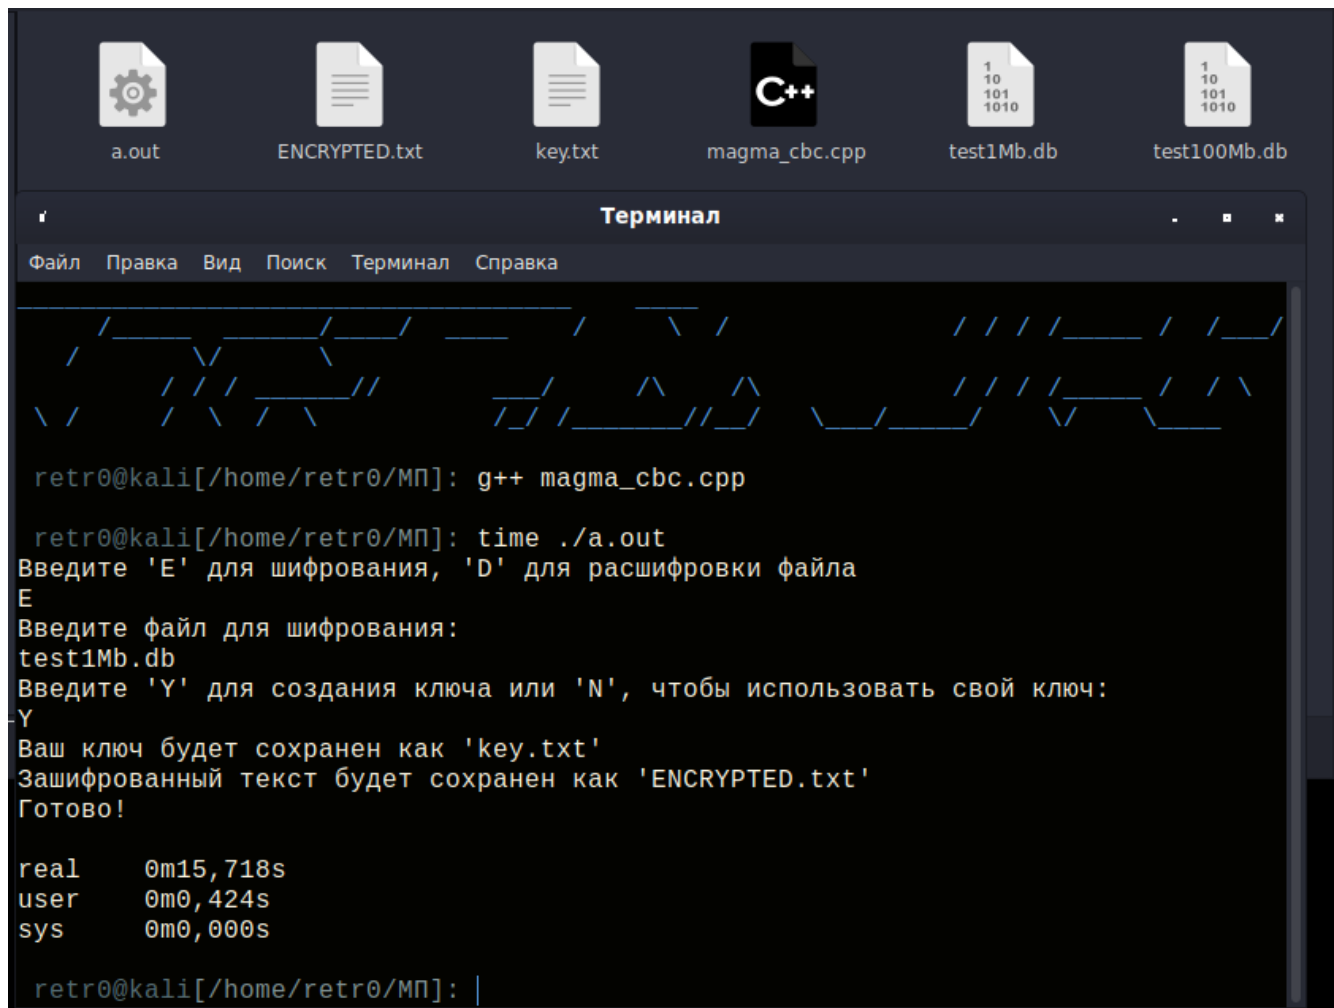 a.out ENCRYPTED.txt key.txt magma_cbc.cpp test1Mb.db test100Mb.db
Терминал
Файл Правка Вид Поиск Терминал Справка
retr0@kali[/home/retr0/МП]: g++ magma_cbc.cpp
retr0@kali[/home/retr0/МП]: time ./a.out
Введите 'E' для шифрования, 'D' для расшифровки файла
E
Введите файл для шифрования:
test1Mb.db
Введите 'Y' для создания ключа или 'N', чтобы использовать свой ключ:
Y
Ваш ключ будет сохранен как 'key.txt'
Зашифрованный текст будет сохранен как 'ENCRYPTED.txt'
Готово!
real 0m15,718s
user 0m0,424s
sys 0m0,000s
retr0@kali[/home/retr0/МП]: